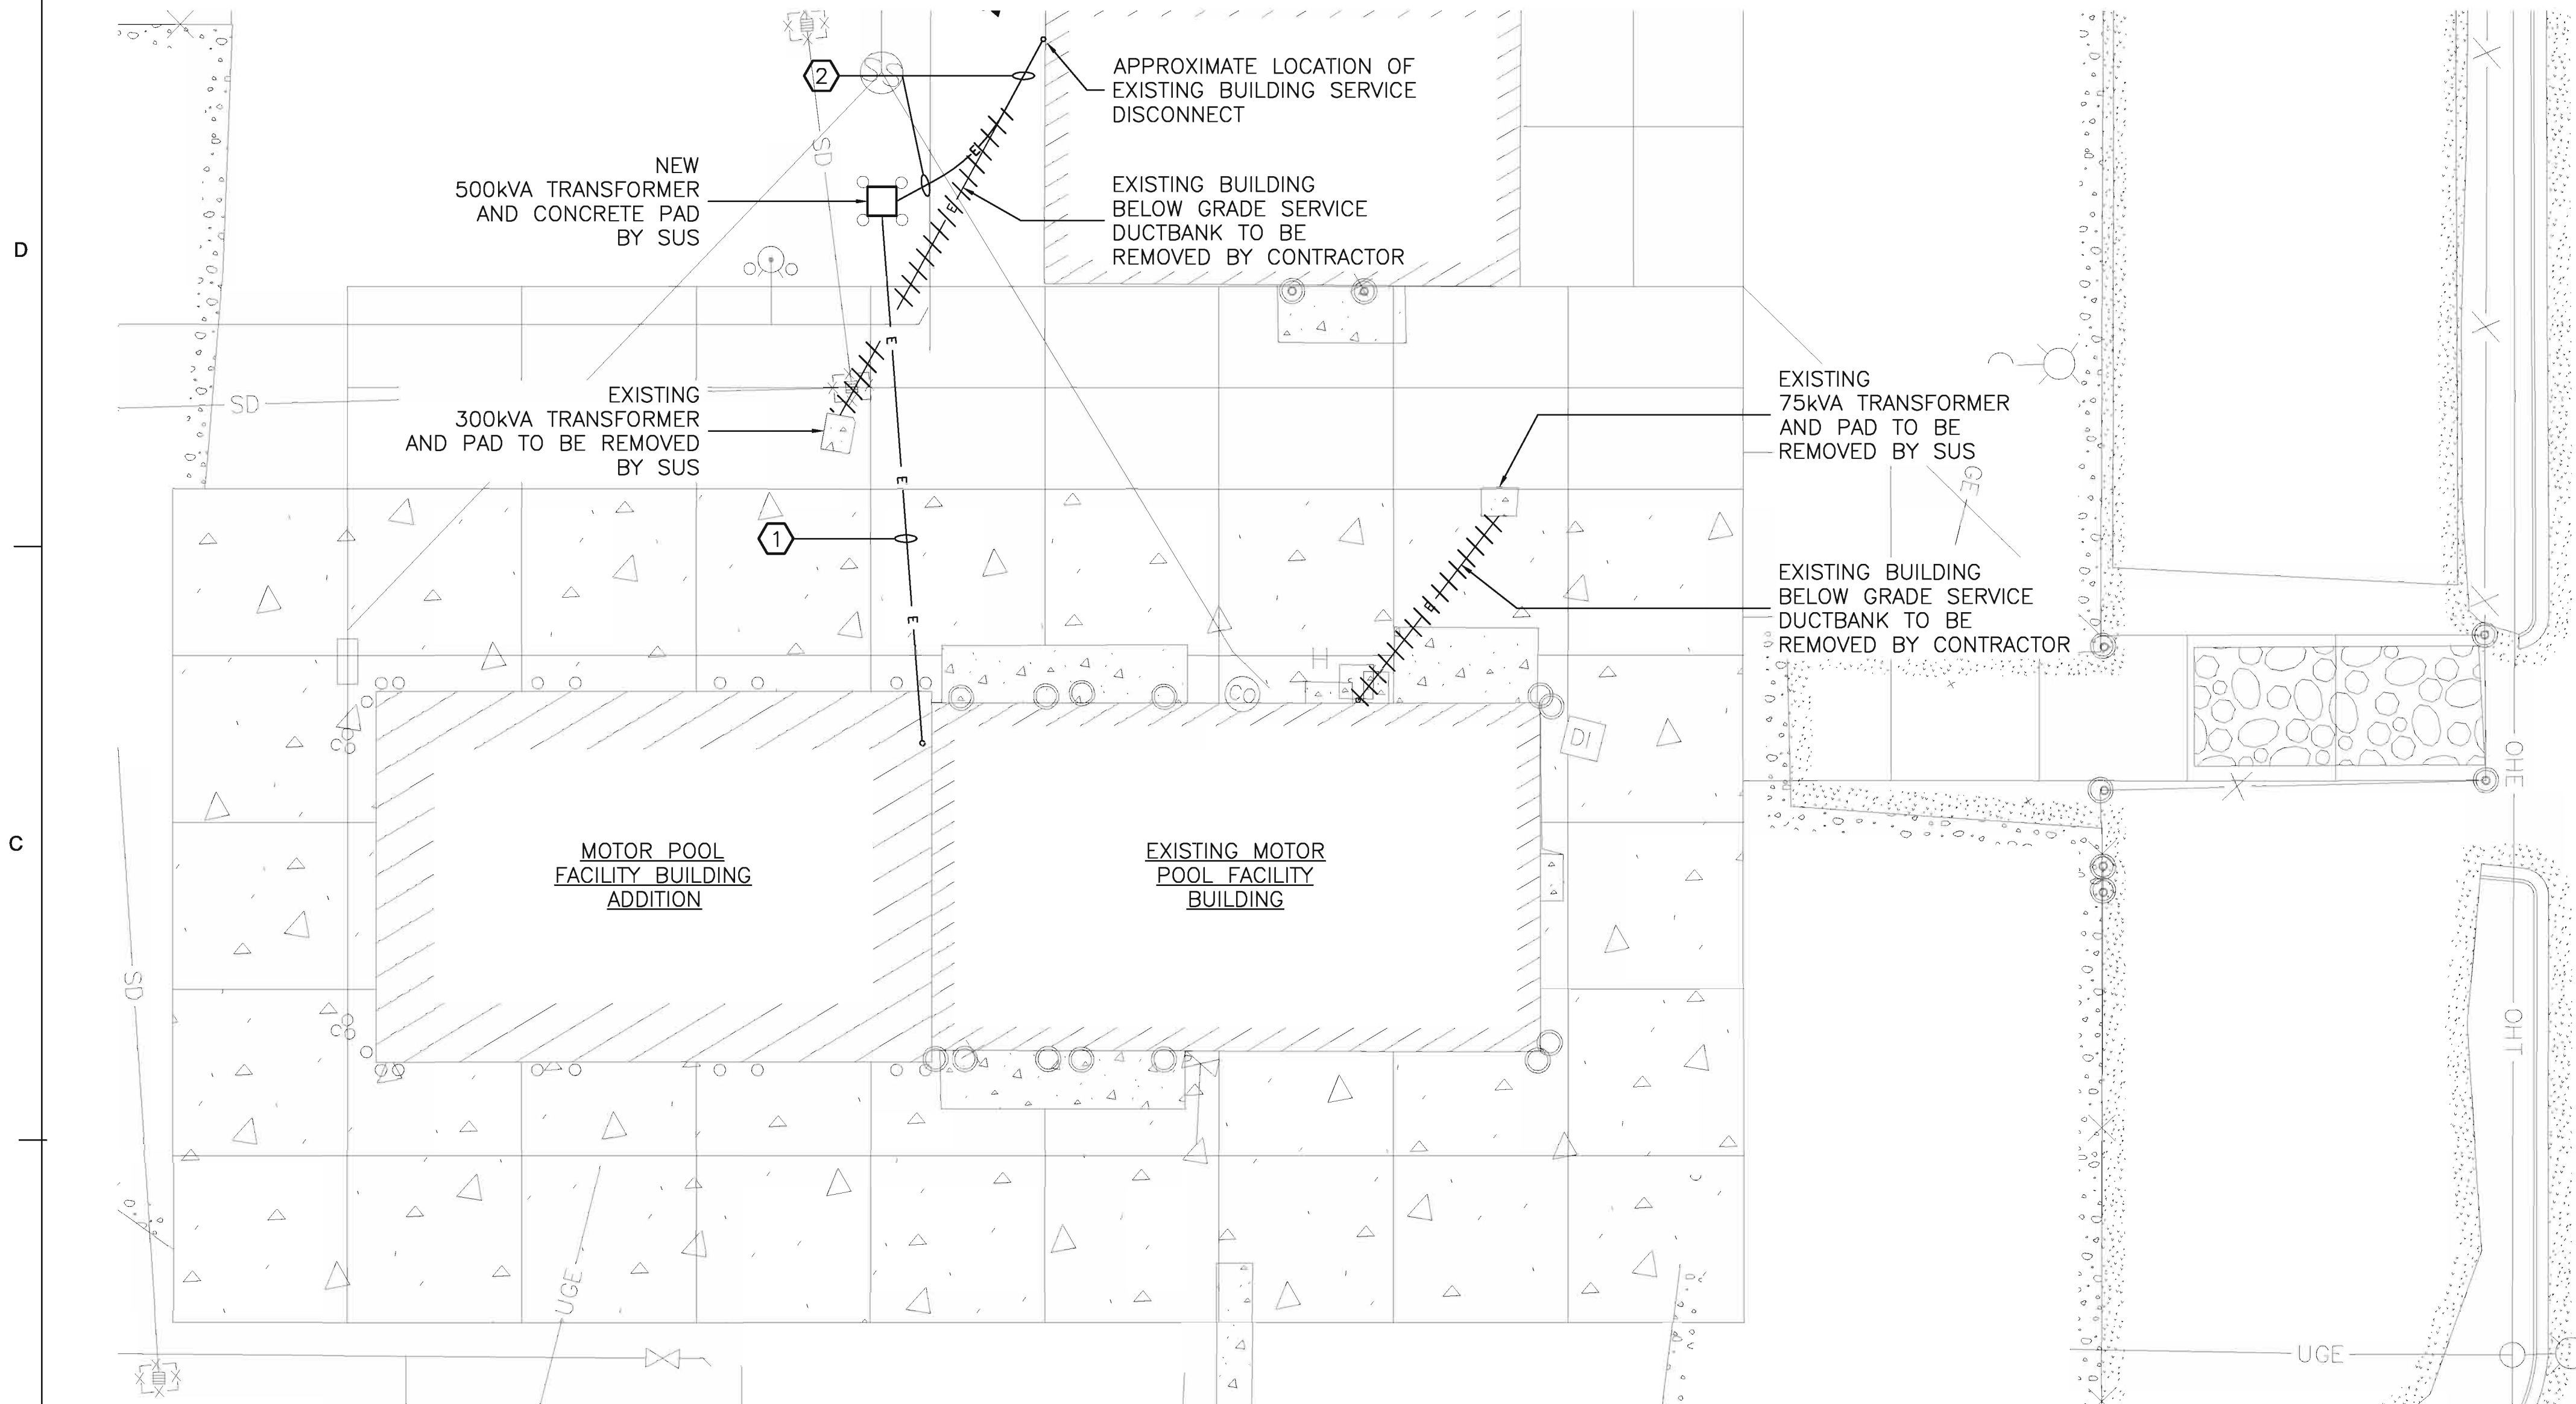 2
SS
APPROXIMATE LOCATION OF
EXISTING BUILDING SERVICE
DISCONNECT
SD
NEW
500kVA TRANSFORMER
AND CONCRETE PAD
BY SUS
E
EXISTING BUILDING
BELOW GRADE SERVICE
DUCTBANK TO BE
REMOVED BY CONTRACTOR
E
D
E
SD
EXISTING
300kVA TRANSFORMER
AND PAD TO BE REMOVED
BY SUS
EXISTING
75kVA TRANSFORMER
AND PAD TO BE
REMOVED BY SUS
GE
E
1
EXISTING BUILDING
BELOW GRADE SERVICE
DUCTBANK TO BE
REMOVED BY CONTRACTOR
E
E
H
CO
DI
CO
OHE
C
MOTOR POOL
FACILITY BUILDING
ADDITION
EXISTING MOTOR
POOL FACILITY
BUILDING
SD
CO
OHT
UGE
UGE